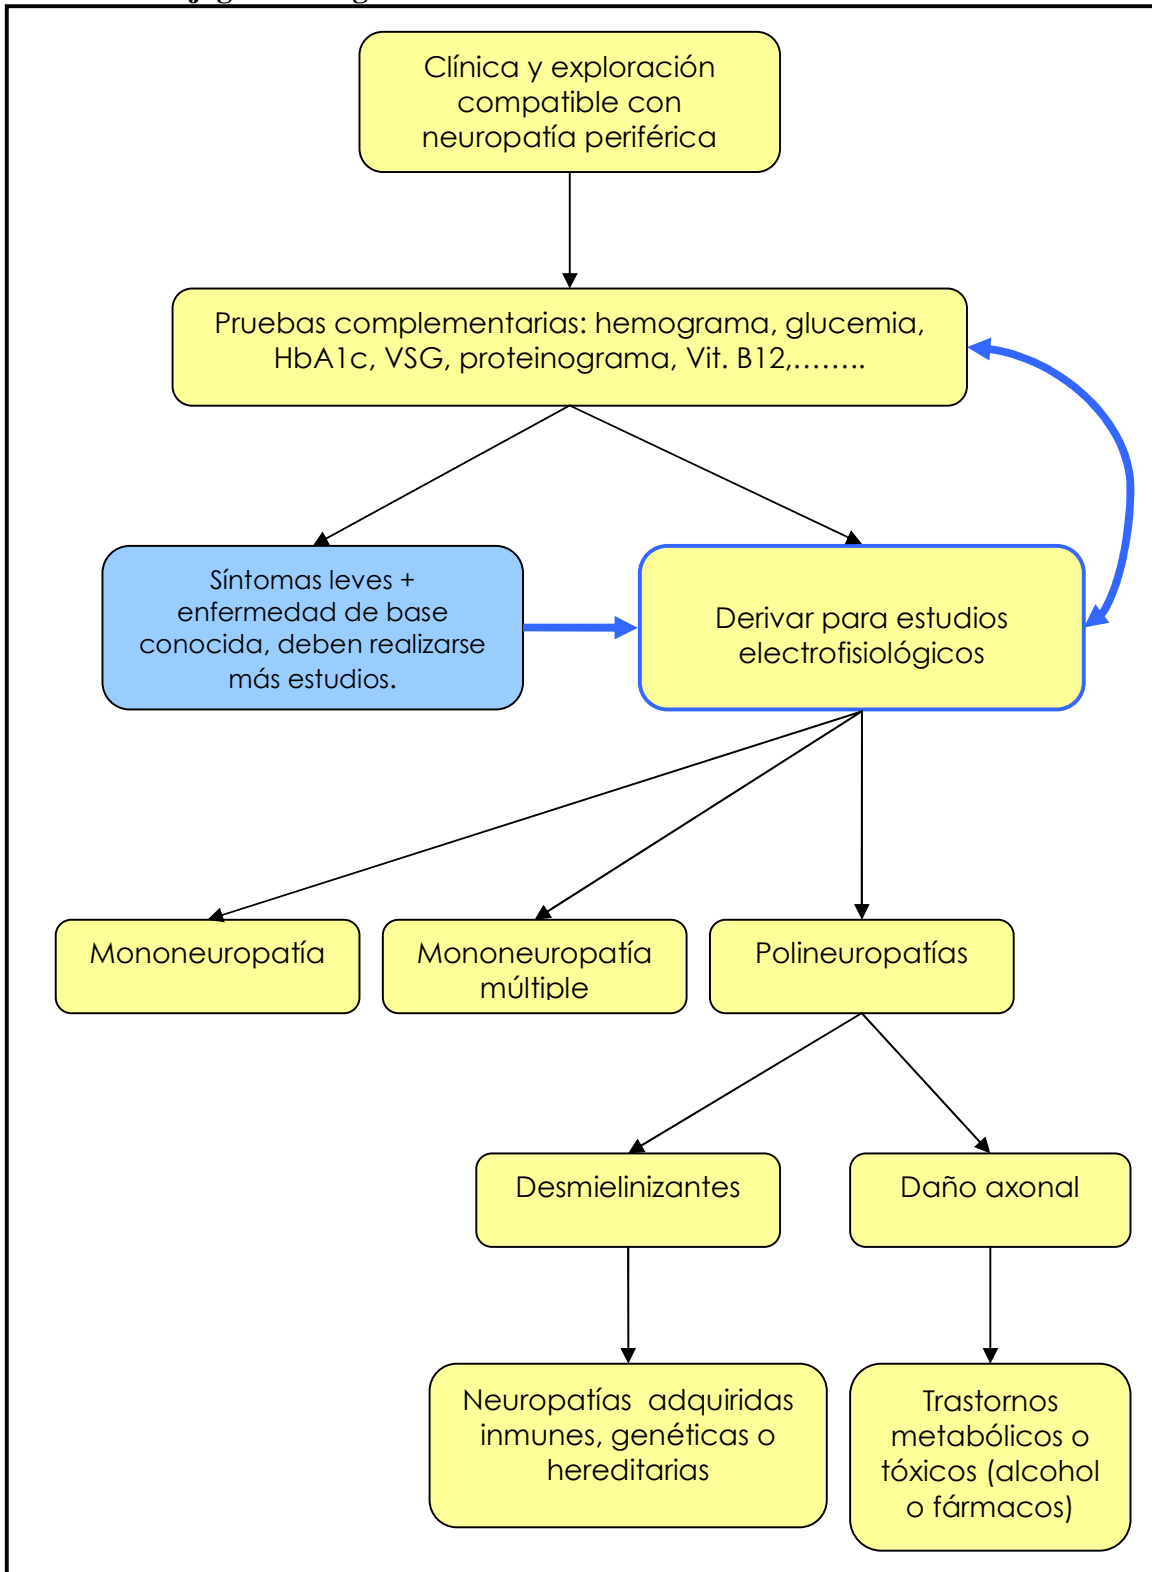 Clínica y exploración
compatible con
neuropatía periférica
Pruebas complementarias: hemograma, glucemia,
HbA1c, VSG, proteinograma, Vit. B12,……..
Síntomas leves +
enfermedad de base
conocida, deben realizarse
más estudios.
Derivar para estudios
electrofisiológicos
Mononeuropatía
Mononeuropatía
múltiple
Polineuropatías
Desmielinizantes
Daño axonal
Neuropatías  adquiridas
inmunes, genéticas o
hereditarias
Trastornos
metabólicos o
tóxicos (alcohol
o fármacos)